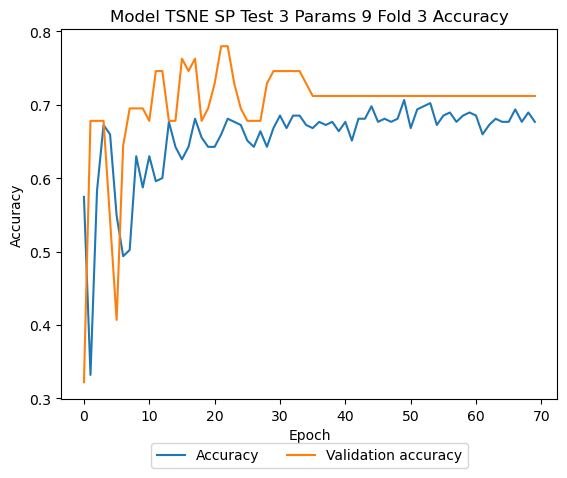 Model TSNE SP Test 3 Params 9 Fold 3 Accuracy
0.8
0.7
0.6
0.5
0.4
0.3
Accuracy
0 10 20 30 40 50 60 70
Epoch
Accuracy Validation accuracy